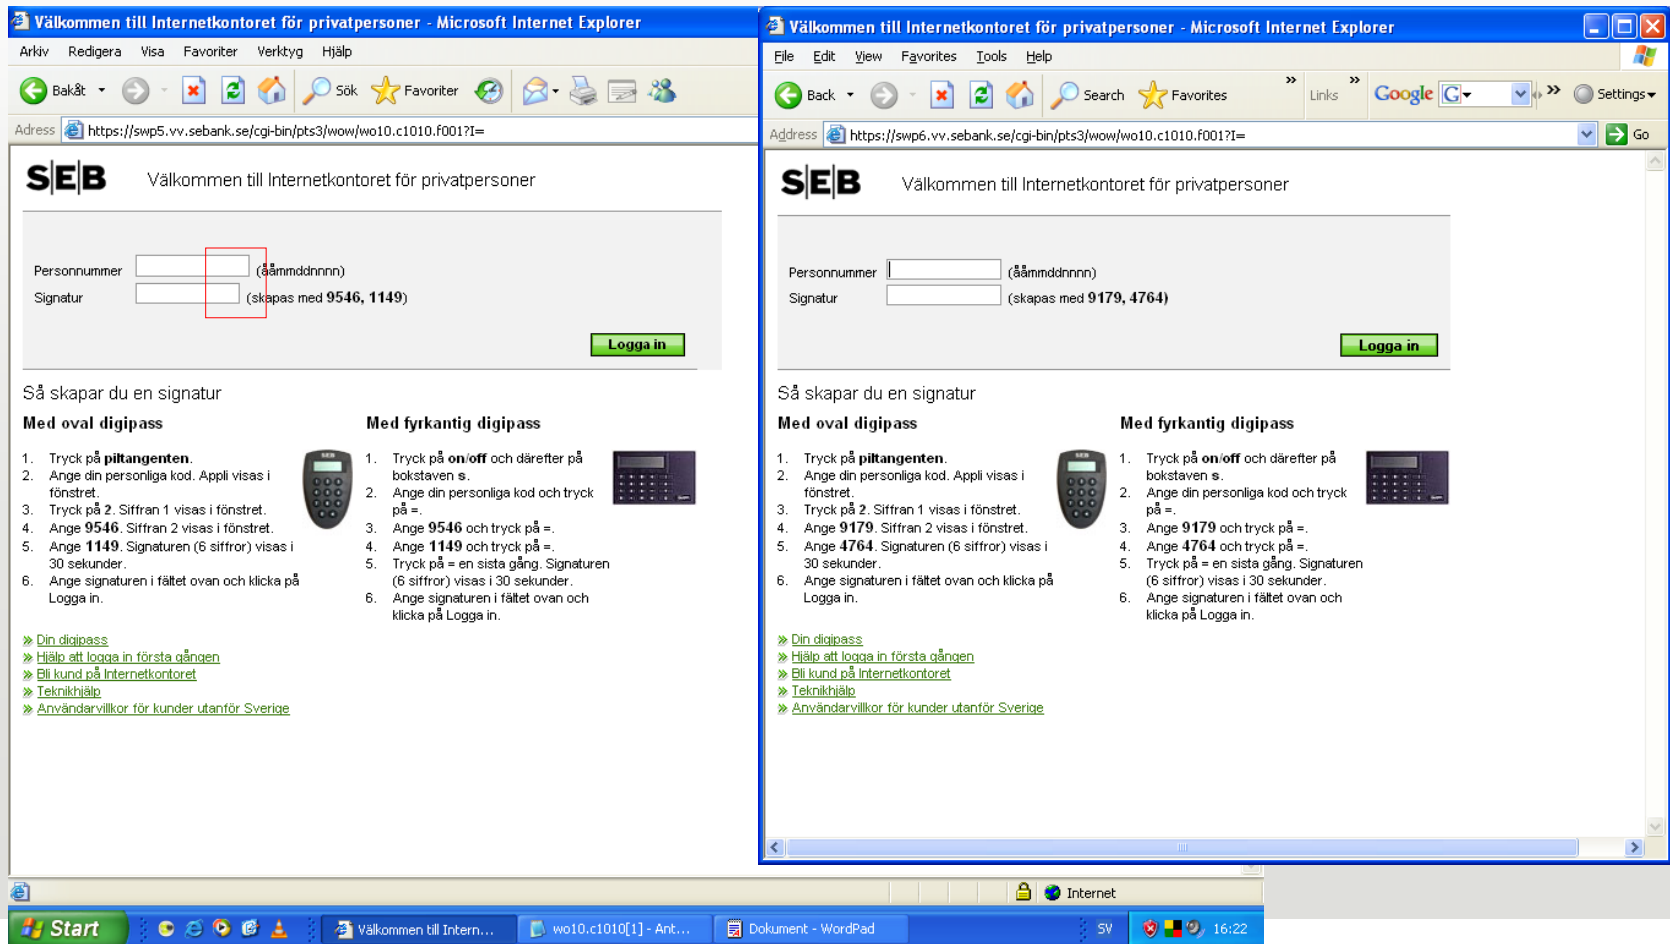 Välkommen till Internetkontoret för privatpersoner - Microsoft Internet Explorer
Arkiv Redigera Visa Favoriter Verktyg Hjälp
Bakåt Sök Favoriter
Adress https://swp5.vv.sebank.se/cgi-bin/pts3/wow/wo10.c1010.f001?I=
SEB Välkommen till Internetkontoret för privatpersoner
Personnummer (ååmmddnnnn)
Signatur (skapas med 9546, 1149)
Logga in
Så skapar du en signatur
Med oval digipass
1. Tryck på piltangenten.
2. Ange din personliga kod. Appli visas i
fönstret.
3. Tryck på 2. Siffran 1 visas i fönstret.
4. Ange 9546. Siffran 2 visas i fönstret.
5. Ange 1149. Signaturen (6 siffror) visas i
30 sekunder.
6. Ange signaturen i fältet ovan och klicka på
Logga in.
Med fyrkantig digipass
1. Tryck på on/off och därefter på
bokstaven s.
2. Ange din personliga kod och tryck
på =.
3. Ange 9546 och tryck på =.
4. Ange 1149 och tryck på =.
5. Tryck på = en sista gång. Signaturen
(6 siffror) visas i 30 sekunder.
6. Ange signaturen i fältet ovan och
klicka på Logga in.
» Din digipass
» Hjälp att logga in första gången
» Bli kund på Internetkontoret
» Teknikhjälp
» Användarvillkor för kunder utanför Sverige
Välkommen till Internetkontoret för privatpersoner - Microsoft Internet Explorer
File Edit View Favorites Tools Help
Back Search Favorites » » Links Google G » Settings
Address https://swp6.vv.sebank.se/cgi-bin/pts3/wow/wo10.c1010.f001?I= Go
SEB Välkommen till Internetkontoret för privatpersoner
Personnummer (ååmmddnnnn)
Signatur (skapas med 9179, 4764)
Logga in
Så skapar du en signatur
Med oval digipass
1. Tryck på piltangenten.
2. Ange din personliga kod. Appli visas i
fönstret.
3. Tryck på 2. Siffran 1 visas i fönstret.
4. Ange 9179. Siffran 2 visas i fönstret.
5. Ange 4764. Signaturen (6 siffror) visas i
30 sekunder.
6. Ange signaturen i fältet ovan och klicka på
Logga in.
Med fyrkantig digipass
1. Tryck på on/off och därefter på
bokstaven s.
2. Ange din personliga kod och tryck
på =.
3. Ange 9179 och tryck på =.
4. Ange 4764 och tryck på =.
5. Tryck på = en sista gång. Signaturen
(6 siffror) visas i 30 sekunder.
6. Ange signaturen i fältet ovan och
klicka på Logga in.
» Din digipass
» Hjälp att logga in första gången
» Bli kund på Internetkontoret
» Teknikhjälp
» Användarvillkor för kunder utanför Sverige
Internet
Start Välkommen till Intern... wo10.c1010[1] - Ant... Dokument - WordPad SV 16:22